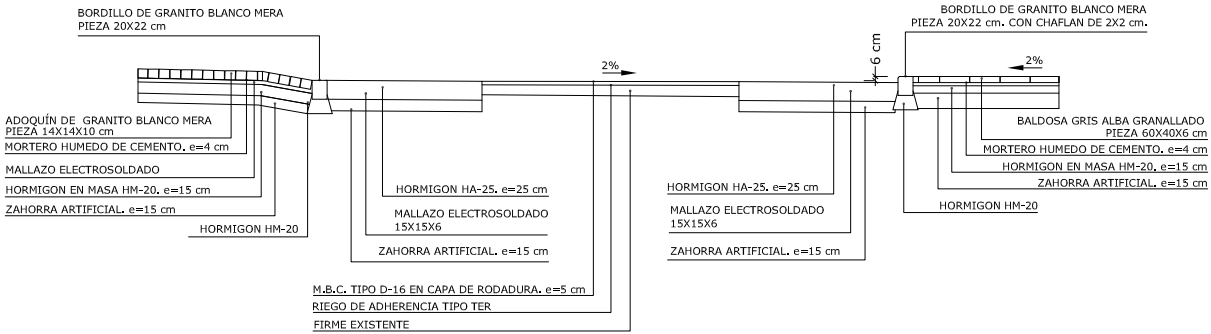 BORDILLO DE GRANITO BLANCO MERA
PIEZA 20X22 cm
BORDILLO DE GRANITO BLANCO MERA
PIEZA 20X22 cm. CON CHAFLAN DE 2X2 cm.
6 cm
2%
2%
ADOQUÍN DE GRANITO BLANCO MERA
PIEZA 14X14X10 cm
MORTERO HUMEDO DE CEMENTO. e=4 cm
MALLAZO ELECTROSOLDADO
HORMIGON EN MASA HM-20. e=15 cm
ZAHORRA ARTIFICIAL. e=15 cm
HORMIGON HM-20
HORMIGON HA-25. e=25 cm
MALLAZO ELECTROSOLDADO
15X15X6
ZAHORRA ARTIFICIAL. e=15 cm
M.B.C. TIPO D-16 EN CAPA DE RODADURA. e=5 cm
RIEGO DE ADHERENCIA TIPO TER
FIRME EXISTENTE
HORMIGON HA-25. e=25 cm
MALLAZO ELECTROSOLDADO
15X15X6
ZAHORRA ARTIFICIAL. e=15 cm
BALDOSA GRIS ALBA GRANALLADO
PIEZA 60X40X6 cm
MORTERO HUMEDO DE CEMENTO. e=4 cm
HORMIGON EN MASA HM-20. e=15 cm
ZAHORRA ARTIFICIAL. e=15 cm
HORMIGON HM-20